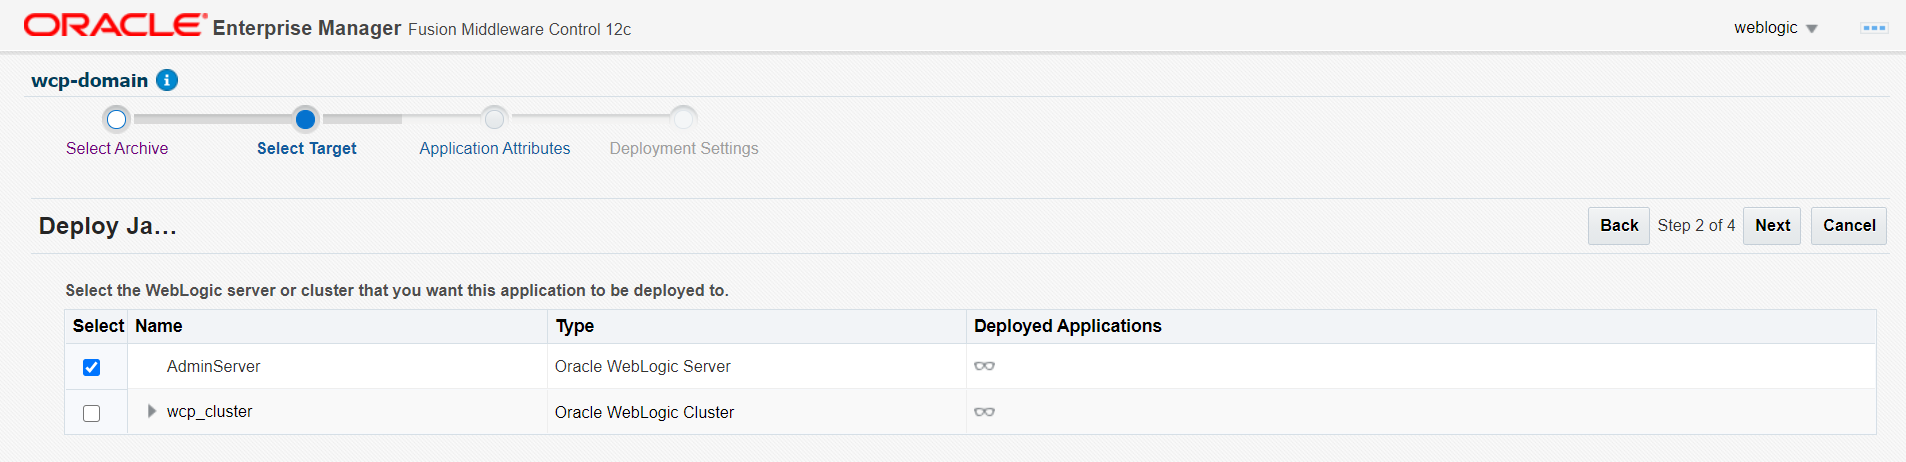 ORACLE® Enterprise Manager Fusion Middleware Control 12c weblogic
wcp-domain
Select Archive Select Target Application Attributes Deployment Settings
Deploy Ja... Back Step 2 of 4 Next Cancel
Select the WebLogic server or cluster that you want this application to be deployed to.
Select Name Type Deployed Applications
AdminServer Oracle WebLogic Server
wcp_cluster Oracle WebLogic Cluster